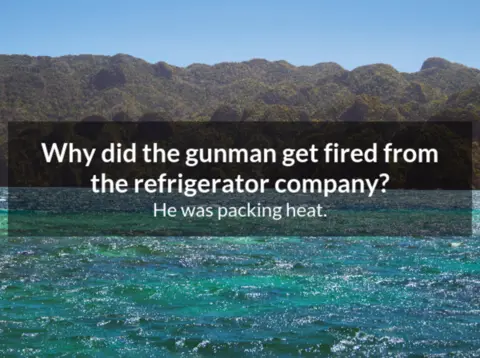 Why did the gunman get fired from
the refrigerator company?
He was packing heat.